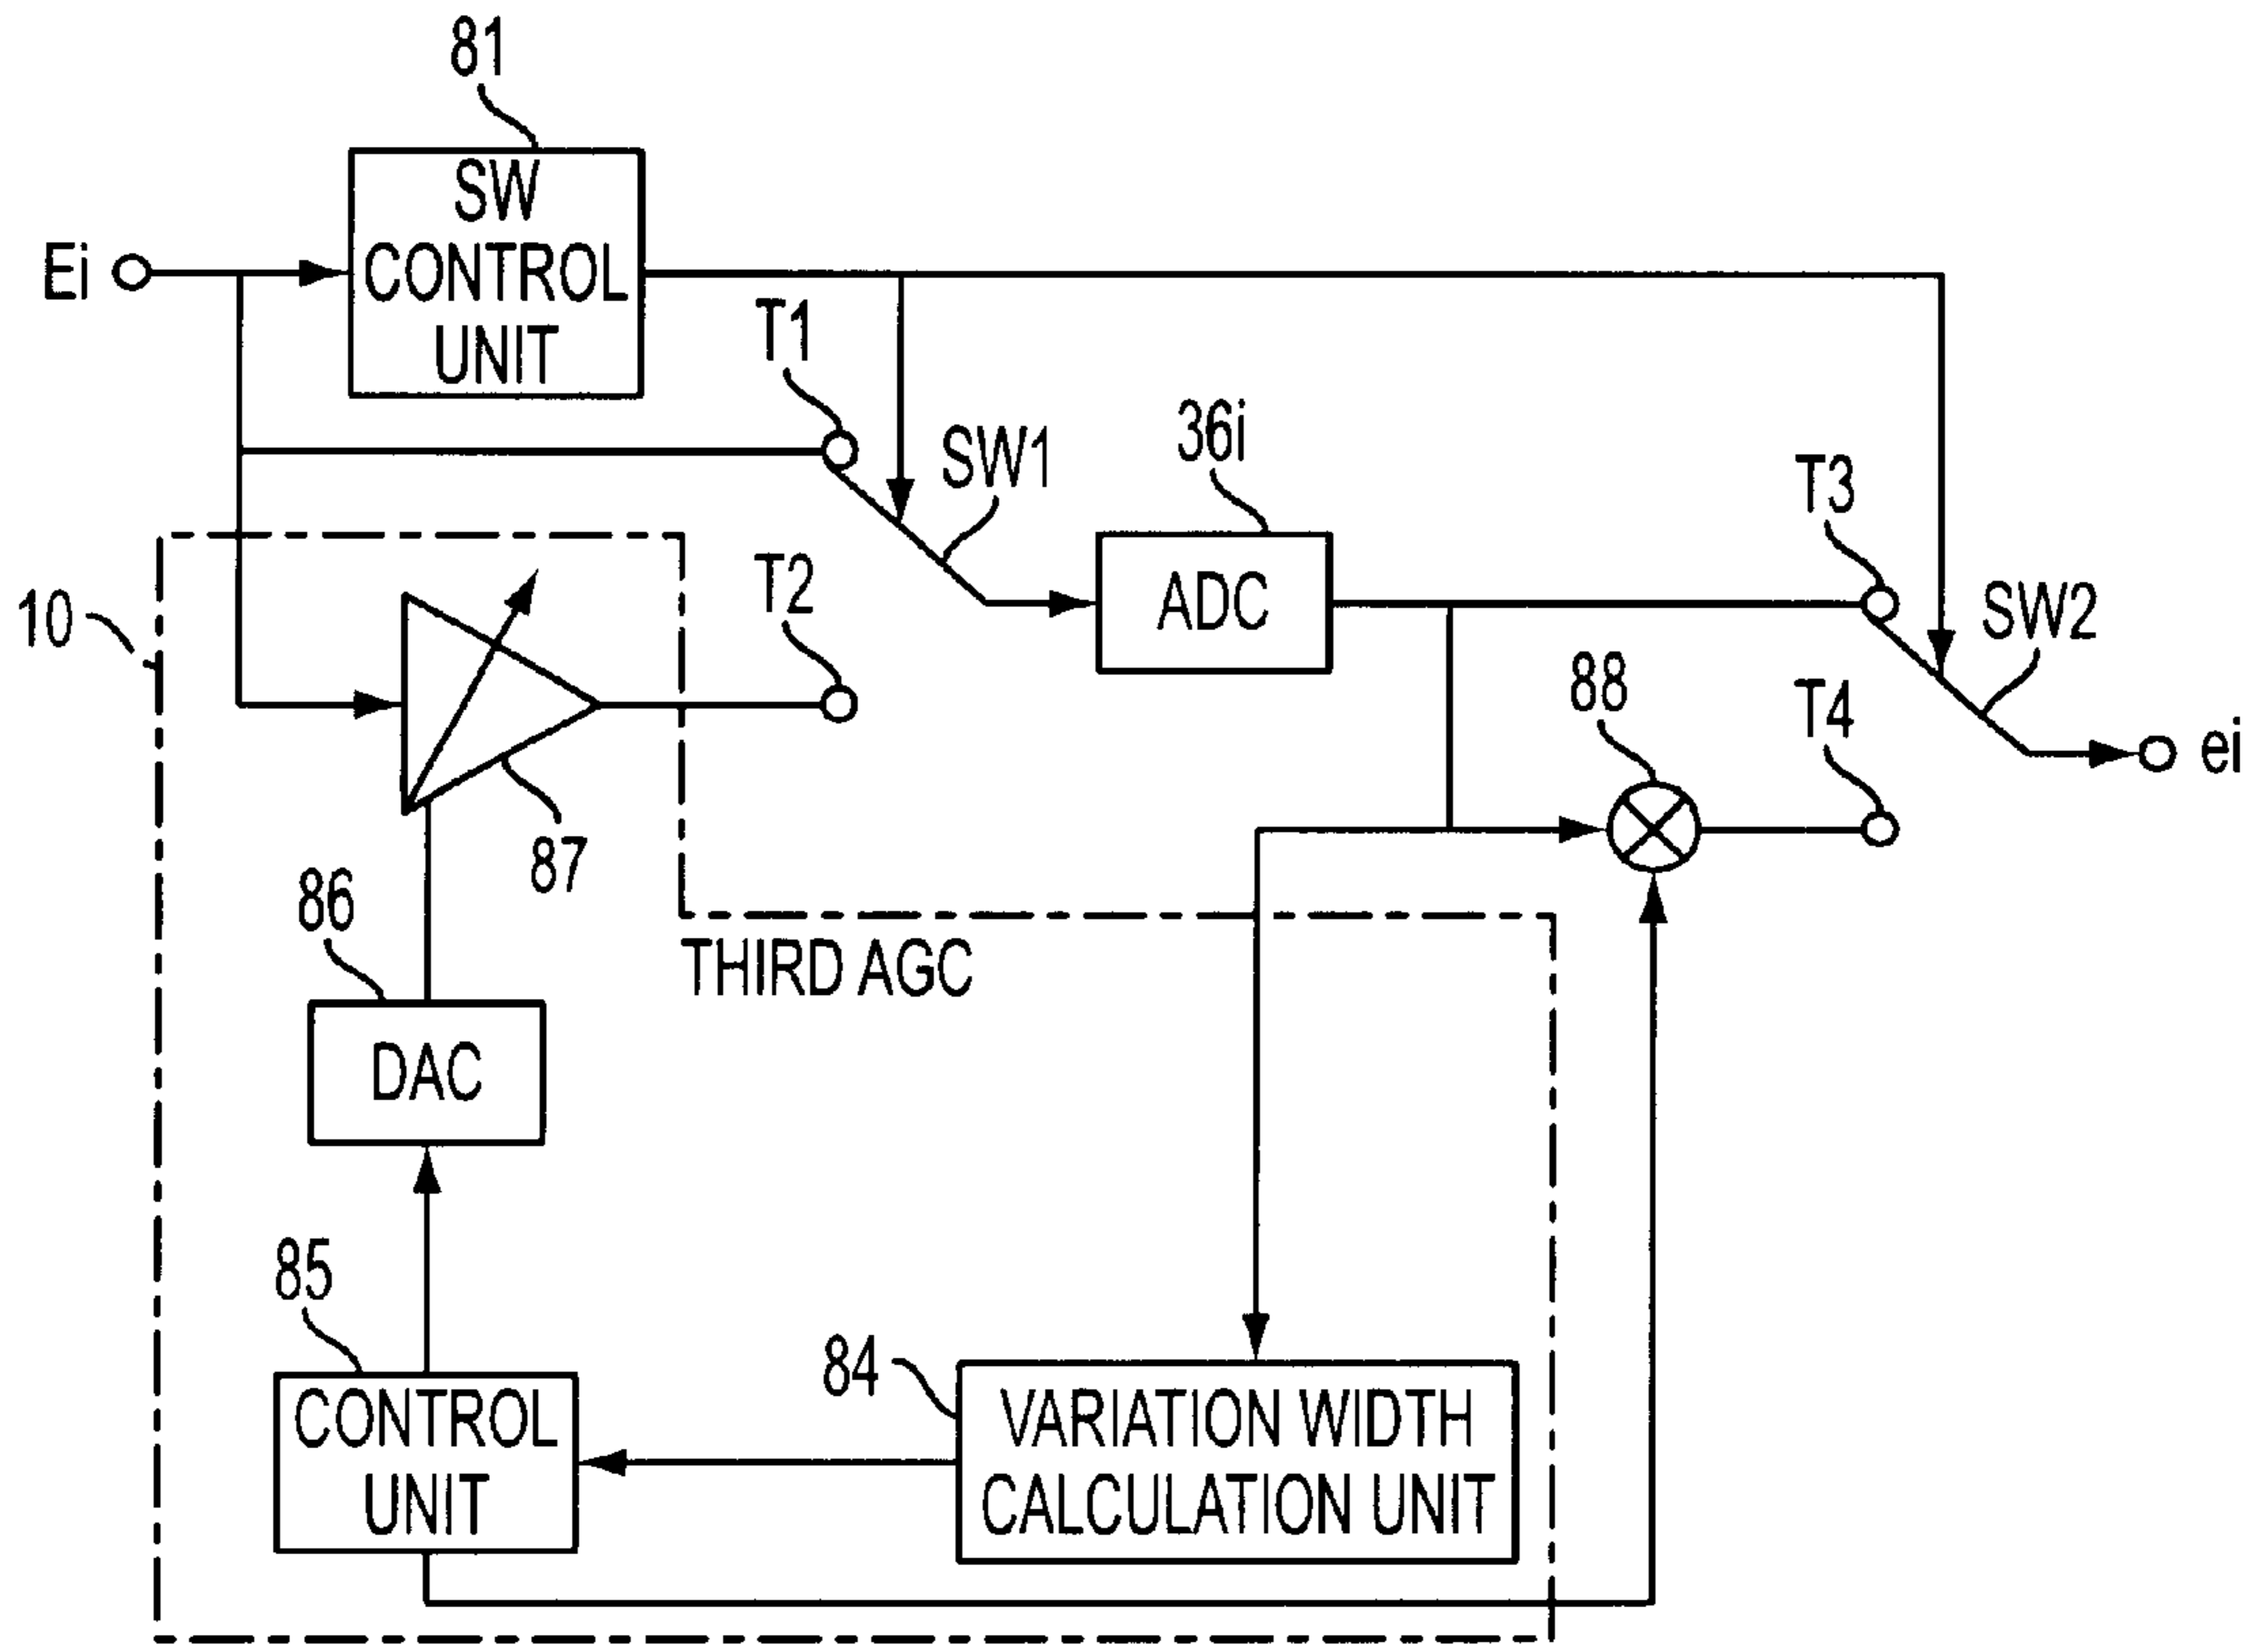 81
SW
CONTROL
UNIT
Ei
T1
SW1
36i
ADC
T3
SW2
10
T2
88
T4
ei
87
86
THIRD AGC
DAC
85
CONTROL
UNIT
84
VARIATION WIDTH
CALCULATION UNIT